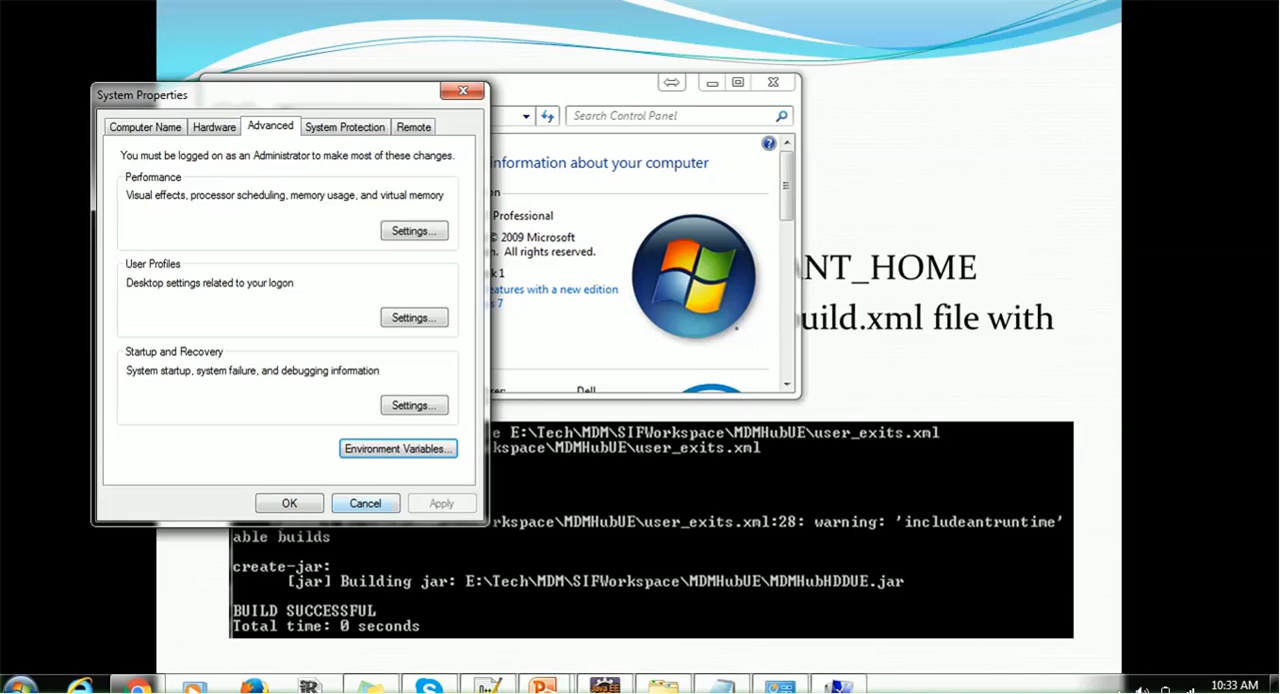 System Properties
Computer Name
Hardware
Advanced
System Protection
Remote
You must be logged on as an Administrator to make most of these changes.
Performance
Visual effects, processor scheduling, memory usage, and virtual memory
Settings...
User Profiles
Desktop settings related to your logon
Settings...
Startup and Recovery
System startup, system failure, and debugging information
Settings...
Environment Variables...
OK
Cancel
Apply
Search Control Panel
information about your computer
on
Professional
© 2009 Microsoft
n. All rights reserved.
k 1
eatures with a new edition
s 7
Dell
ANT_HOME
uild.xml file with
e E:\Tech\MDM\SIFWorkspace\MDMHubUE\user_exits.xml
kspace\MDMHubUE\user_exits.xml
rkspace\MDMHubUE\user_exits.xml:28: warning: 'includeantruntime'
able builds
create-jar:
[jar] Building jar: E:\Tech\MDM\SIFWorkspace\MDMHubUE\MDMHubHDDUE.jar
BUILD SUCCESSFUL
Total time: 0 seconds
10:33 AM